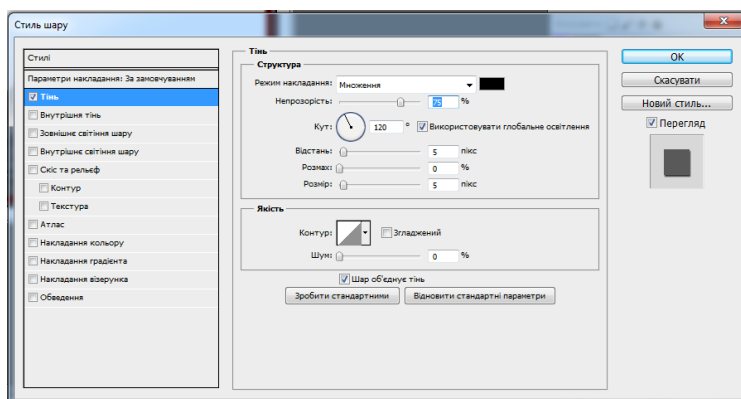 Стиль шару
Стилі
Параметри накладання: За замовчуванням
Тінь
Внутрішня тінь
Зовнішнє світіння шару
Внутрішнє світіння шару
Скіс та рельєф
Контур
Текстура
Атлас
Накладання кольору
Накладання градієнта
Накладання візерунка
Обведення
Тінь
Структура
Режим накладання: Множення
Непрозорість: 75 %
Кут: 120 ° Використовувати глобальне освітлення
Відстань: 5 пікс
Розмах: 0 %
Розмір: 5 пікс
Якість
Контур: Згладжений
Шум: 0 %
Шар об'єднує тінь
Зробити стандартними Відновити стандартні параметри
OK
Скасувати
Новий стиль...
Перегляд